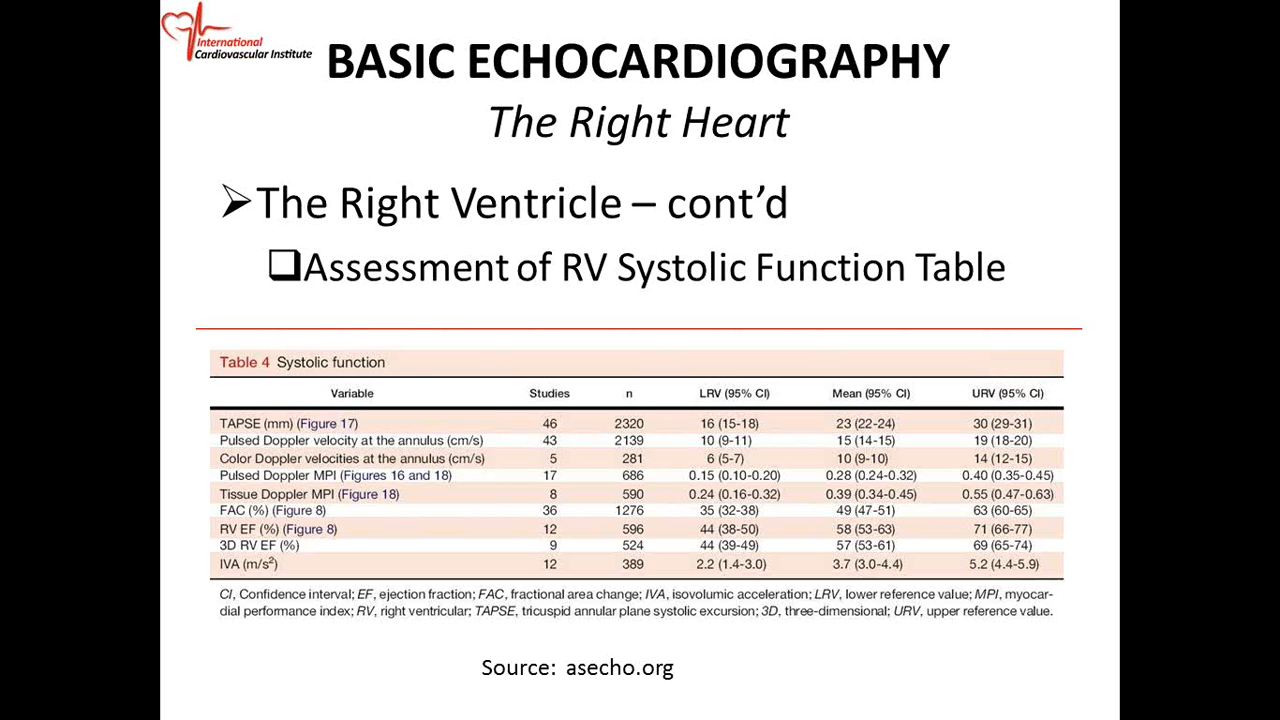 International
Cardiovascular Institute
BASIC ECHOCARDIOGRAPHY
The Right Heart
The Right Ventricle – cont’d
Assessment of RV Systolic Function Table
Table 4 Systolic function
Variable Studies n LRV (95% CI) Mean (95% CI) URV (95% CI)
TAPSE (mm) (Figure 17) 46 2320 16 (15-18) 23 (22-24) 30 (29-31)
Pulsed Doppler velocity at the annulus (cm/s) 43 2139 10 (9-11) 15 (14-15) 19 (18-20)
Color Doppler velocities at the annulus (cm/s) 5 281 6 (5-7) 10 (9-10) 14 (12-15)
Pulsed Doppler MPI (Figures 16 and 18) 17 686 0.15 (0.10-0.20) 0.28 (0.24-0.32) 0.40 (0.35-0.45)
Tissue Doppler MPI (Figure 18) 8 590 0.24 (0.16-0.32) 0.39 (0.34-0.45) 0.55 (0.47-0.63)
FAC (%) (Figure 8) 36 1276 35 (32-38) 49 (47-51) 63 (60-65)
RV EF (%) (Figure 8) 12 596 44 (38-50) 58 (53-63) 71 (66-77)
3D RV EF (%) 9 524 44 (39-49) 57 (53-61) 69 (65-74)
IVA (m/s²) 12 389 2.2 (1.4-3.0) 3.7 (3.0-4.4) 5.2 (4.4-5.9)
CI, Confidence interval; EF, ejection fraction; FAC, fractional area change; IVA, isovolumic acceleration; LRV, lower reference value; MPI, myocar-
dial performance index; RV, right ventricular; TAPSE, tricuspid annular plane systolic excursion; 3D, three-dimensional; URV, upper reference value.
Source: asecho.org